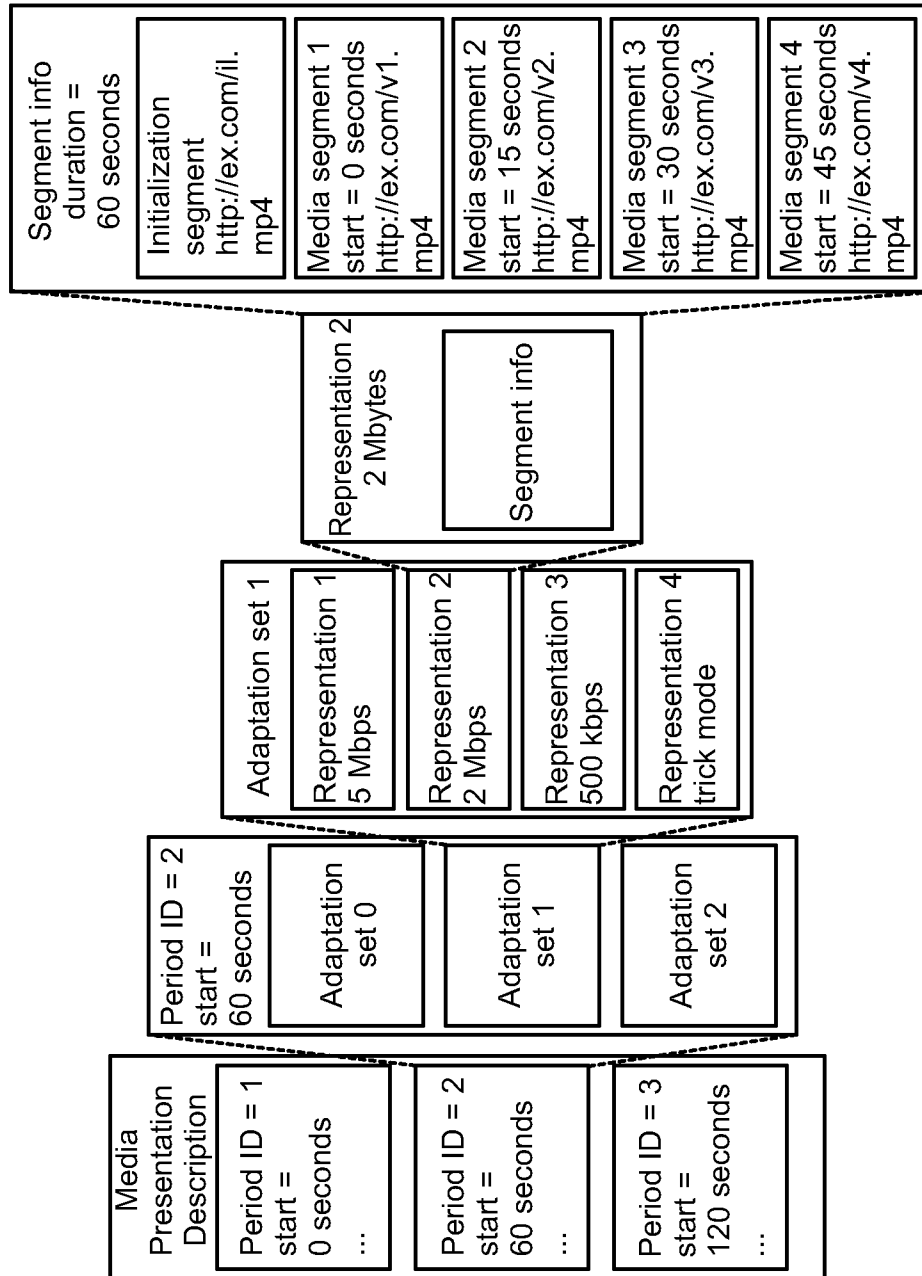 Media
Presentation
Description
Period ID = 1
start =
0 seconds
...
Period ID = 2
start =
60 seconds
...
Period ID = 3
start =
120 seconds
...
Period ID = 2
start =
60 seconds
Adaptation
set 0
Adaptation
set 1
Adaptation
set 2
Adaptation set 1
Representation 1
5 Mbps
Representation 2
2 Mbps
Representation 3
500 kbps
Representation 4
trick mode
Representation 2
2 Mbytes
Segment info
Segment info
duration =
60 seconds
Initialization
segment
http://ex.com/il.
mp4
Media segment 1
start = 0 seconds
http://ex.com/v1.
mp4
Media segment 2
start = 15 seconds
http://ex.com/v2.
mp4
Media segment 3
start = 30 seconds
http://ex.com/v3.
mp4
Media segment 4
start = 45 seconds
http://ex.com/v4.
mp4